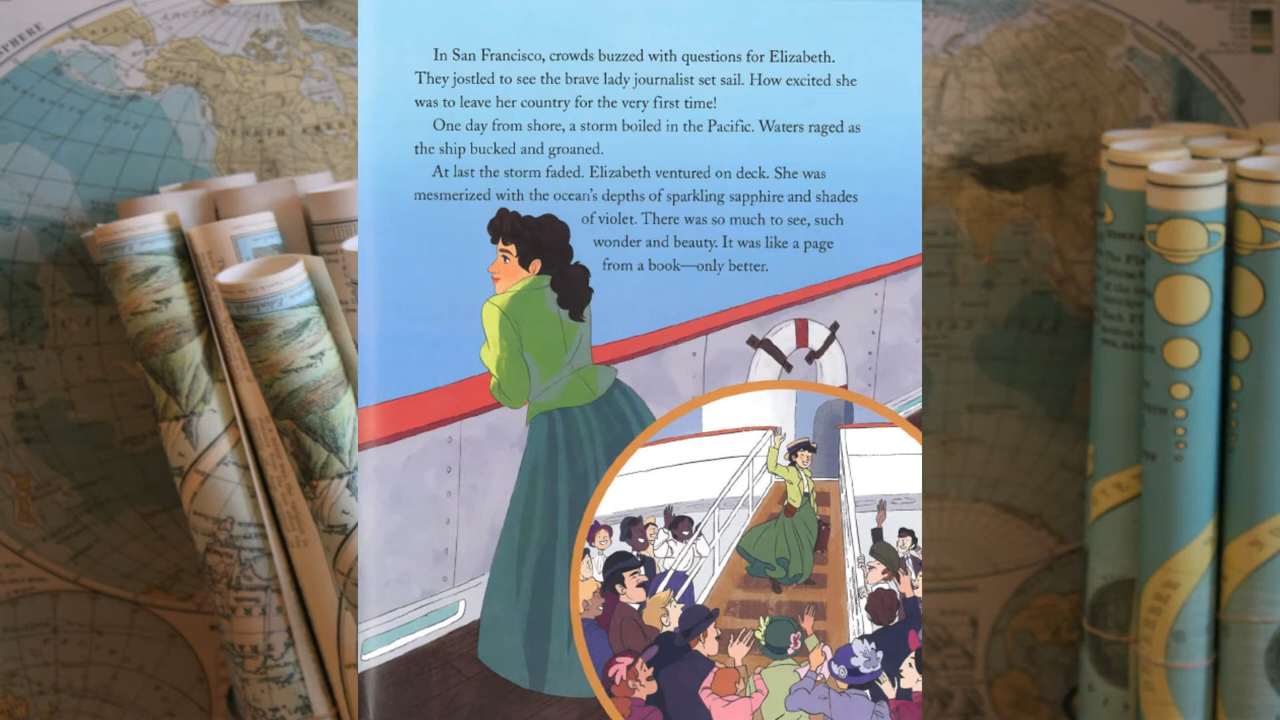 In San Francisco, crowds buzzed with questions for Elizabeth.
They jostled to see the brave lady journalist set sail. How excited she
was to leave her country for the very first time!
One day from shore, a storm boiled in the Pacific. Waters raged as
the ship bucked and groaned.
At last the storm faded. Elizabeth ventured on deck. She was
mesmerized with the ocean's depths of sparkling sapphire and shades
of violet. There was so much to see, such
wonder and beauty. It was like a page
from a book—only better.